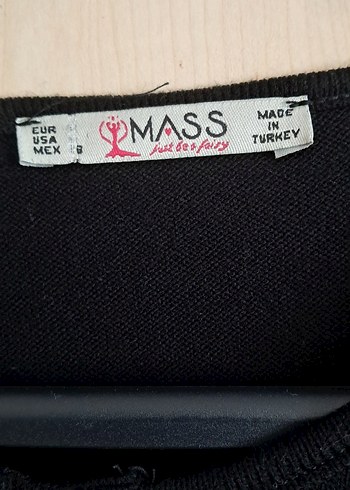 EUR
USA
MEX
MASS
just be a fairy
MADE
IN
TURKEY